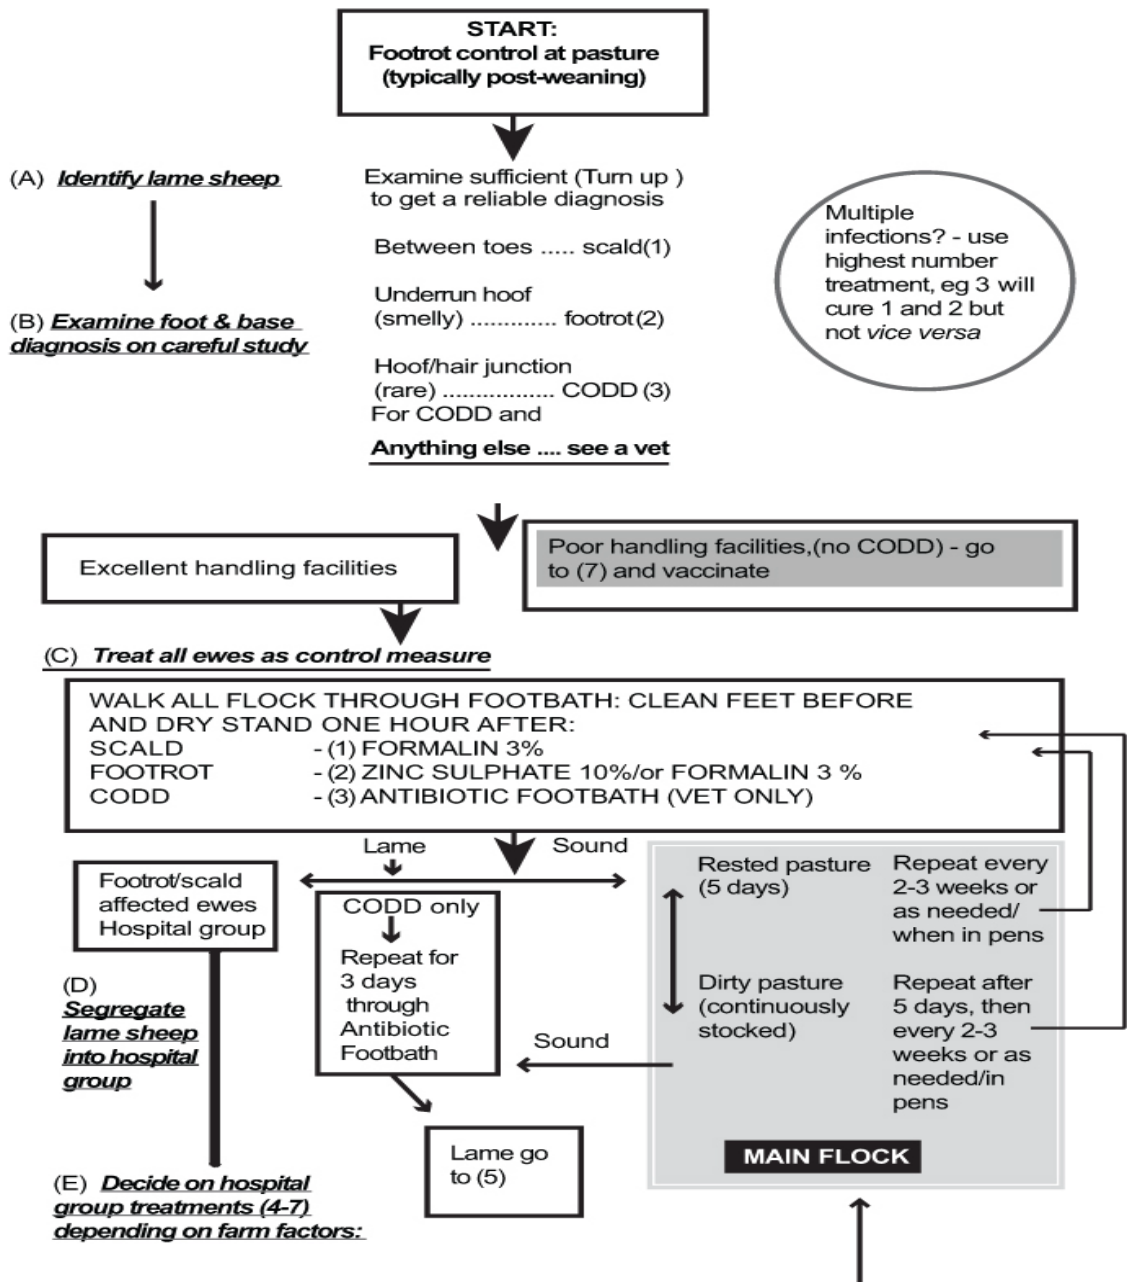 START:
Footrot control at pasture
(typically post-weaning)
(A) Identify lame sheep
Examine sufficient (Turn up )
to get a reliable diagnosis
Between toes ..... scald(1)
Underrun hoof
(smelly) ............. footrot(2)
Hoof/hair junction
(rare) ................. CODD (3)
For CODD and
Anything else .... see a vet
Multiple
infections? - use
highest number
treatment, eg 3 will
cure 1 and 2 but
not vice versa
(B) Examine foot & base
diagnosis on careful study
Excellent handling facilities
Poor handling facilities,(no CODD) - go
to (7) and vaccinate
(C) Treat all ewes as control measure
WALK ALL FLOCK THROUGH FOOTBATH: CLEAN FEET BEFORE
AND DRY STAND ONE HOUR AFTER:
SCALD - (1) FORMALIN 3%
FOOTROT - (2) ZINC SULPHATE 10%/or FORMALIN 3 %
CODD - (3) ANTIBIOTIC FOOTBATH (VET ONLY)
Lame
Sound
Footrot/scald
affected ewes
Hospital group
CODD only
Repeat for
3 days
through
Antibiotic
Footbath
Rested pasture
(5 days)
Repeat every
2-3 weeks or
as needed/
when in pens
Dirty pasture
(continuously
stocked)
Repeat after
5 days, then
every 2-3
weeks or as
needed/in
pens
Sound
(D)
Segregate
lame sheep
into hospital
group
Lame go
to (5)
MAIN FLOCK
(E) Decide on hospital
group treatments (4-7)
depending on farm factors: